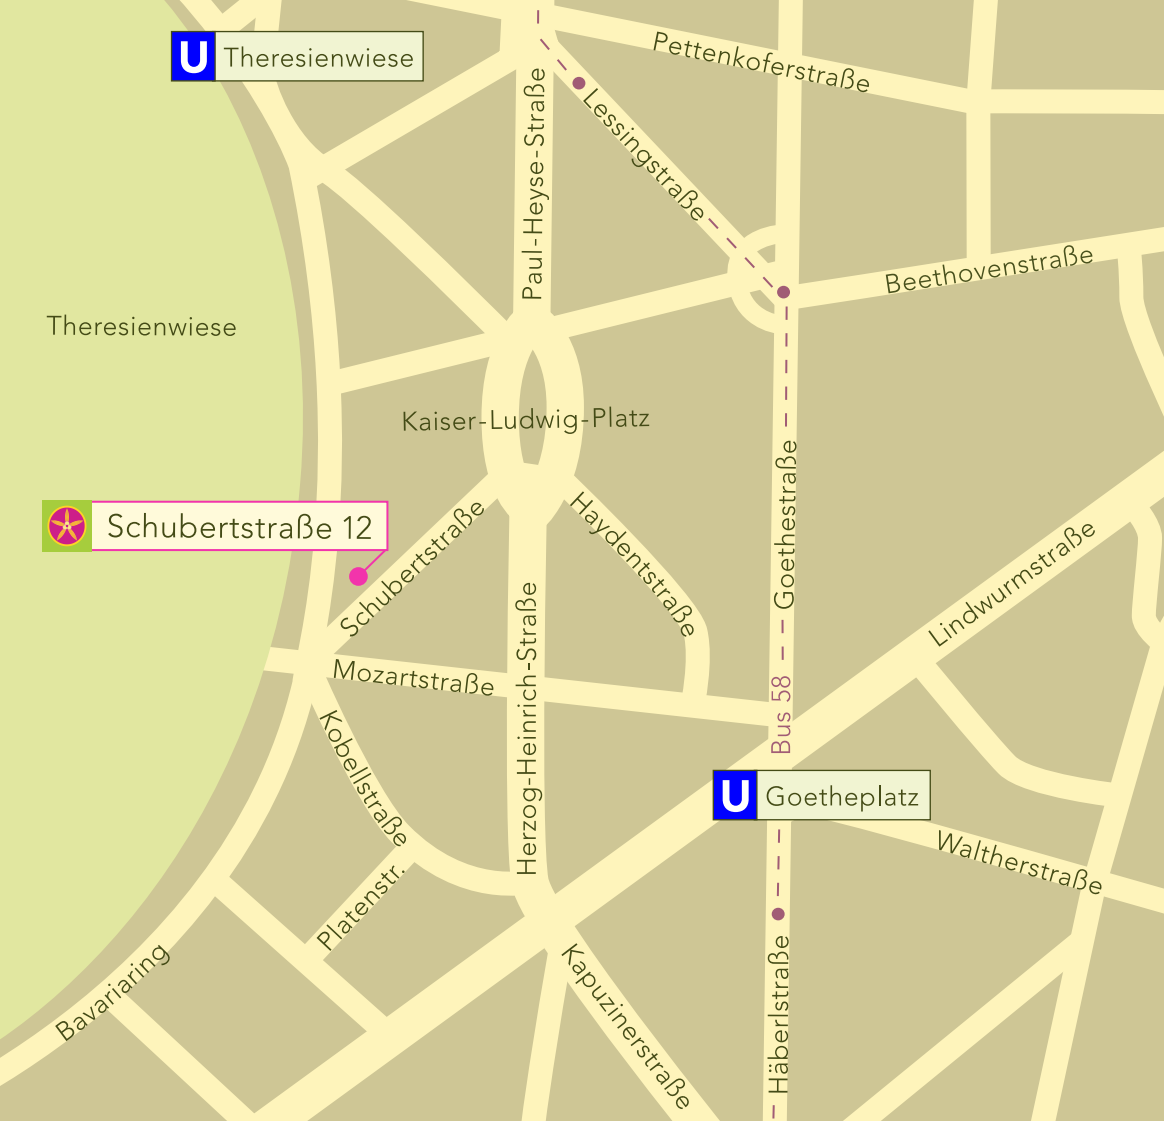 U Theresienwiese
Pettenkoferstraße
Paul-Heyse-Straße
Lessingstraße
Beethovenstraße
Theresienwiese
Kaiser-Ludwig-Platz
Schubertstraße 12
Schubertstraße
Haydentstraße
Goethestraße
Lindwurmstraße
Mozartstraße
Herzog-Heinrich-Straße
Bus 58
Kobellstraße
U Goetheplatz
Waltherstraße
Platenstr.
Bavariaring
Kapuzinerstraße
Häberlstraße